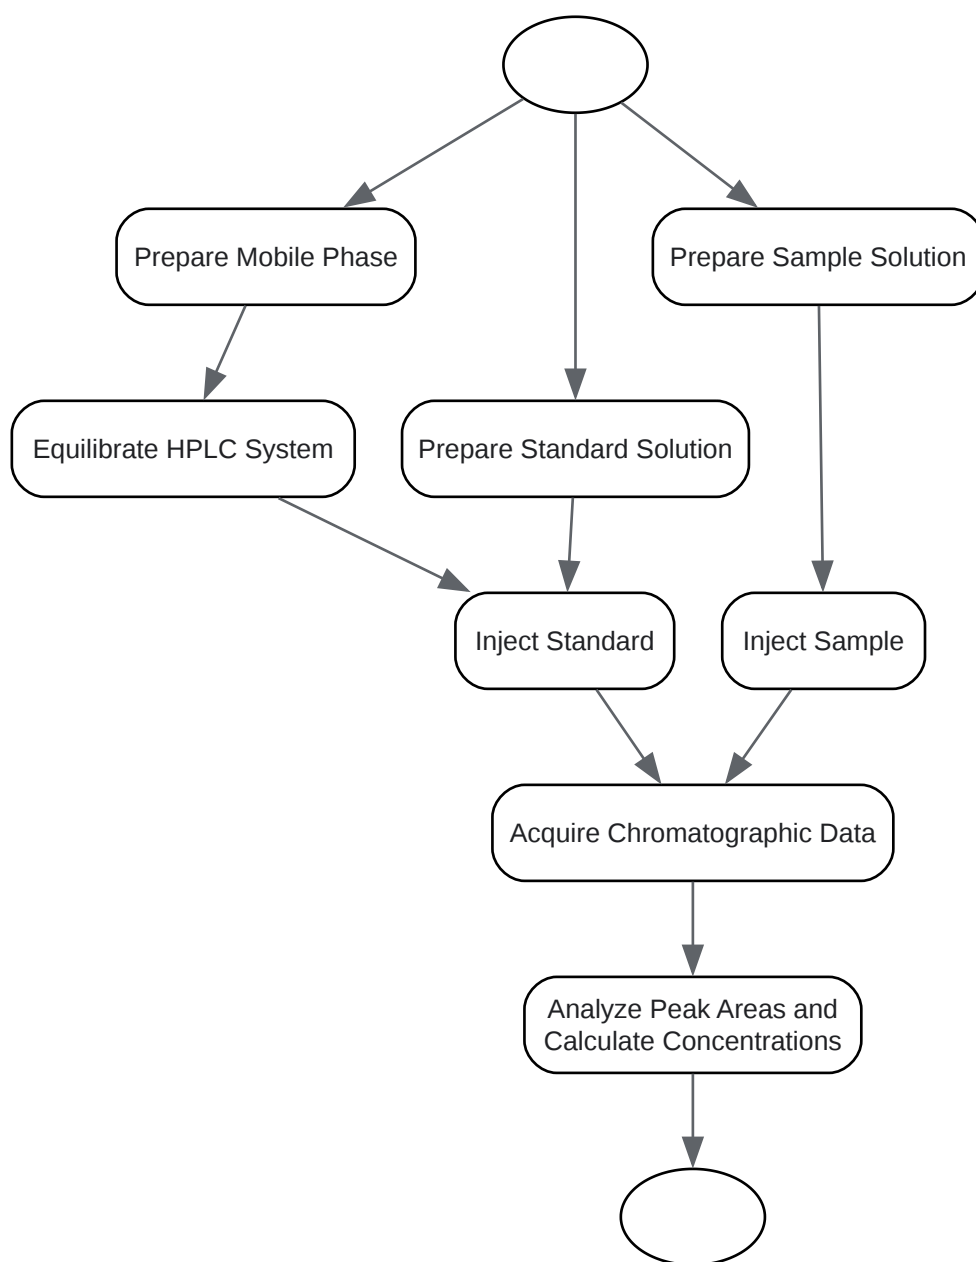 Prepare Mobile Phase
Prepare Sample Solution
Equilibrate HPLC System
Prepare Standard Solution
Inject Standard
Inject Sample
Acquire Chromatographic Data
Analyze Peak Areas and
Calculate Concentrations